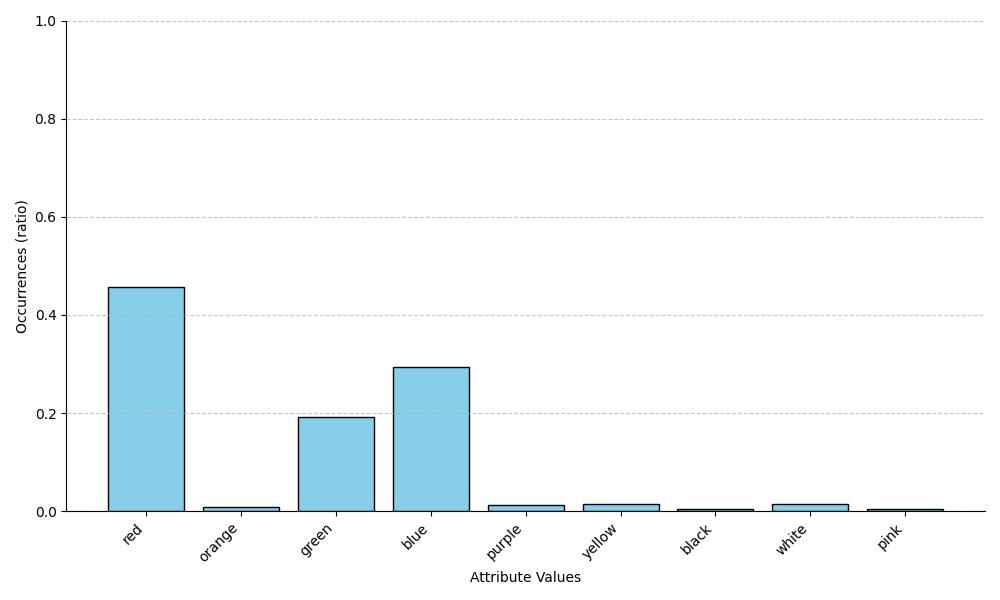 1.0
0.8
0.6
0.4
0.2
0.0
Occurrences (ratio)
red
orange
green
blue
purple
yellow
black
white
pink
Attribute Values